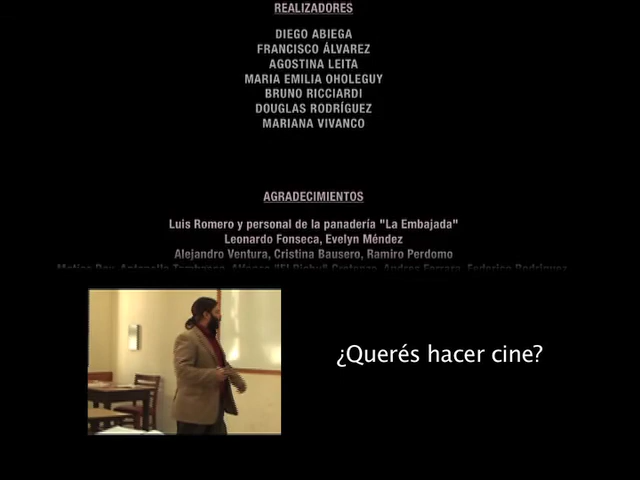 REALIZADORES
DIEGO ABIEGA
FRANCISCO ÁLVAREZ
AGOSTINA LEITA
MARIA EMILIA OHOLEGUY
BRUNO RICCIARDI
DOUGLAS RODRÍGUEZ
MARIANA VIVANCO
AGRADECIMIENTOS
Luis Romero y personal de la panadería "La Embajada"
Leonardo Fonseca, Evelyn Méndez
Alejandro Ventura, Cristina Bausero, Ramiro Perdomo
¿Querés hacer cine?